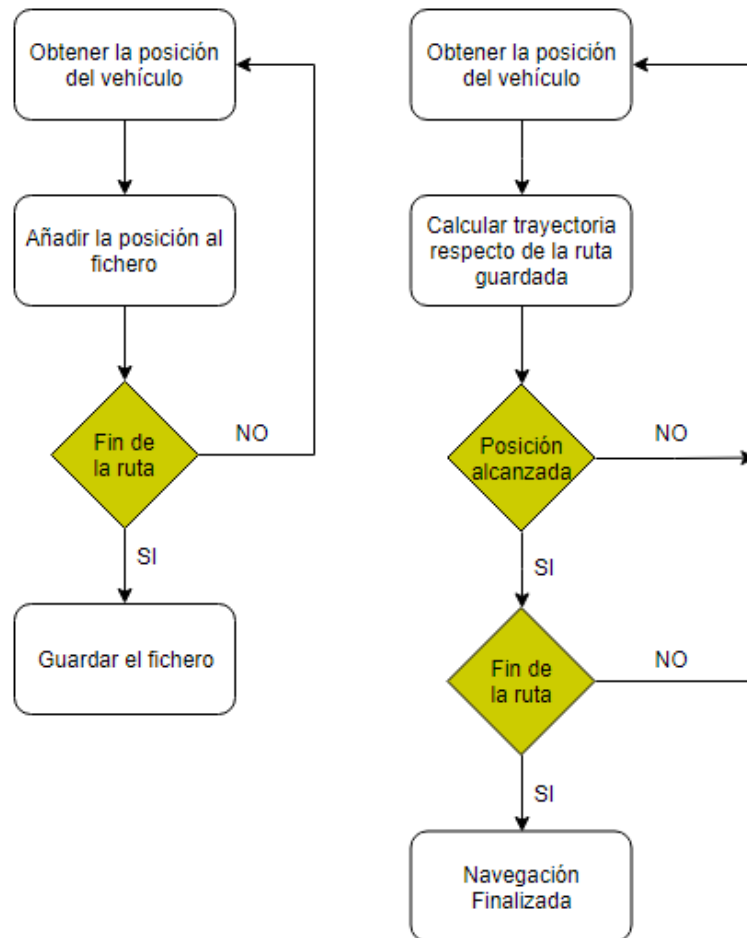 Obtener la posición
del vehículo
Añadir la posición al
fichero
Fin de
la ruta
NO
SI
Guardar el fichero
Obtener la posición
del vehículo
Calcular trayectoria
respecto de la ruta
guardada
Posición
alcanzada
NO
SI
Fin de
la ruta
NO
SI
Navegación
Finalizada